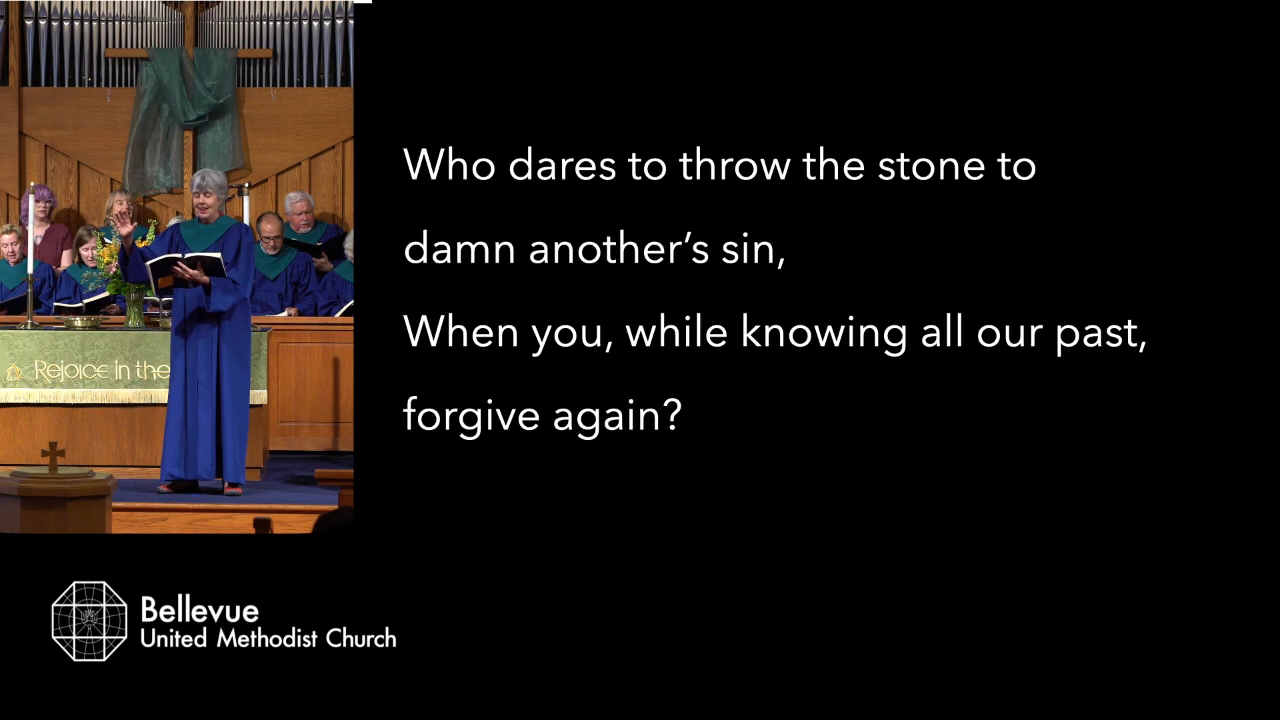 Who dares to throw the stone to
damn another’s sin,
When you, while knowing all our past,
forgive again?
Rejoice in the
Bellevue
United Methodist Church